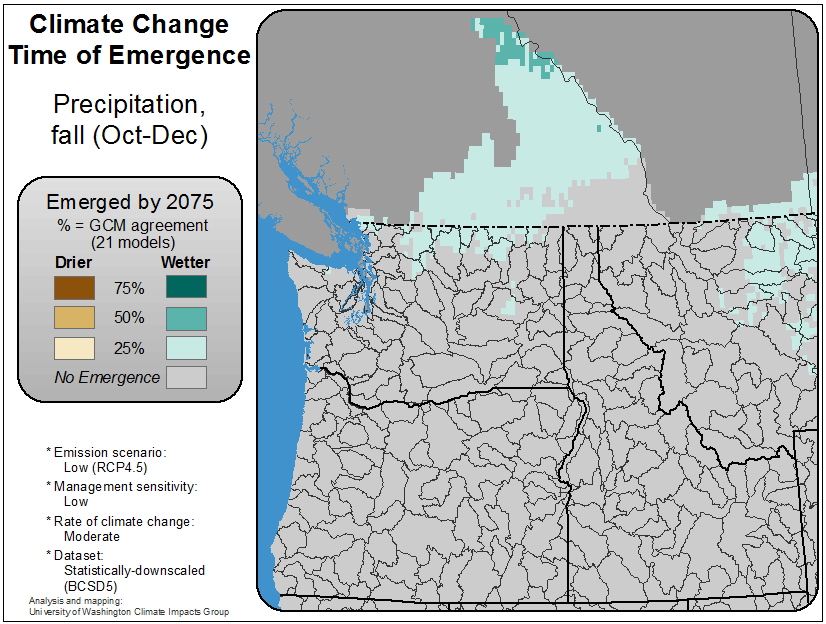 Climate Change
Time of Emergence
Precipitation,
fall (Oct-Dec)
Emerged by 2075
% = GCM agreement
(21 models)
Drier Wetter
75%
50%
25%
No Emergence
* Emission scenario:
Low (RCP4.5)
* Management sensitivity:
Low
* Rate of climate change:
Moderate
* Dataset:
Statistically-downscaled
(BCSD5)
Analysis and mapping:
University of Washington Climate Impacts Group